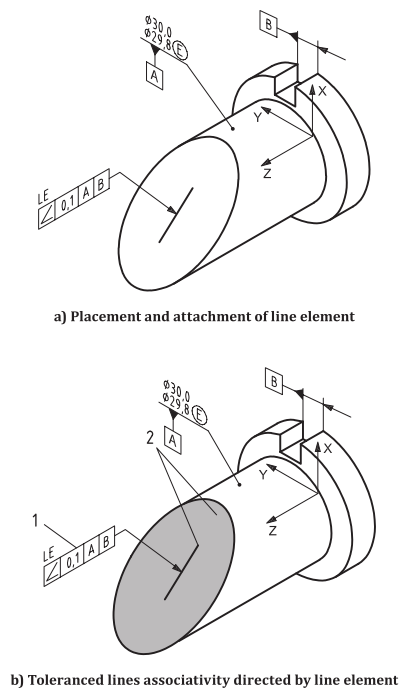 B
Ø30,0
Ø29,8 Ⓔ
A
X
Y
Z
LE
∠ 0,1 A B
a) Placement and attachment of line element
B
Ø30,0
Ø29,8 Ⓔ
A
2
X
Y
Z
1
LE
∠ 0,1 A B
b) Toleranced lines associativity directed by line element